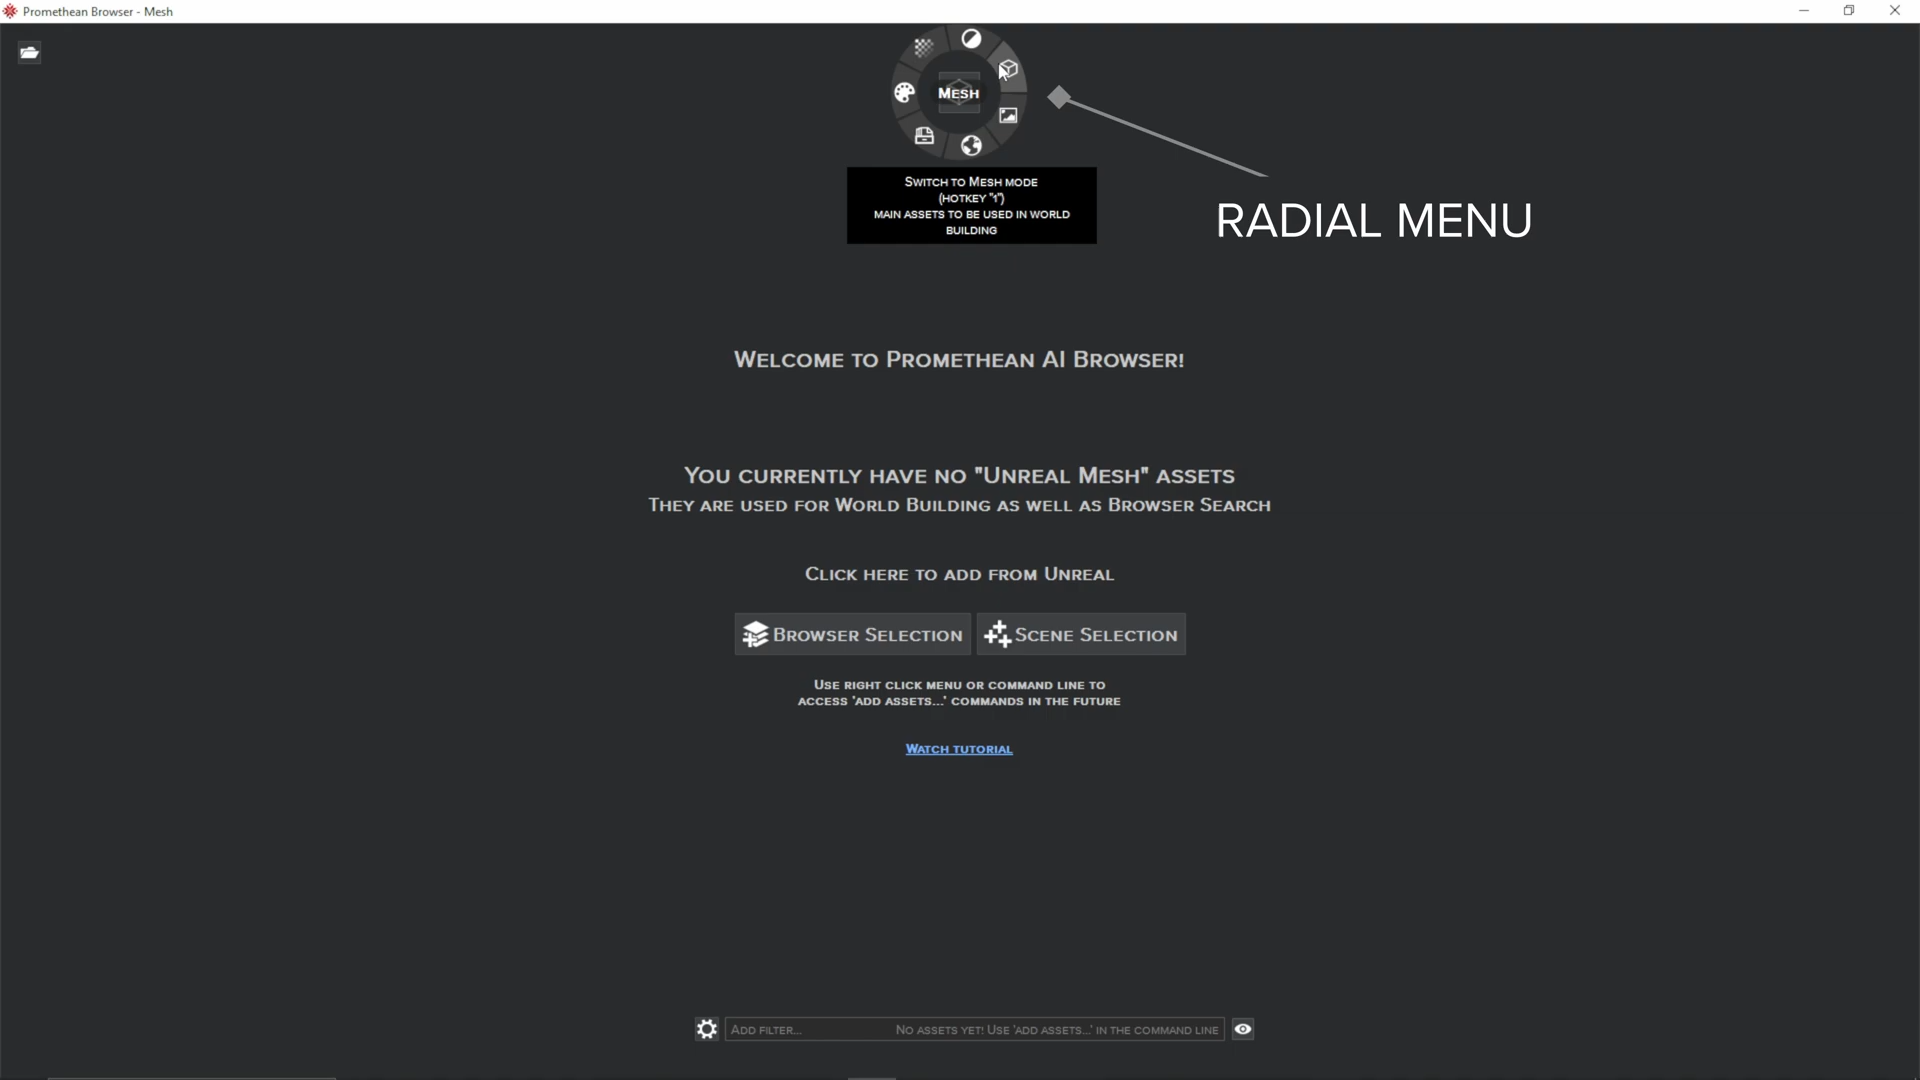 Promethean Browser - Mesh
Mesh
Switch to Mesh mode
(hotkey "1")
main assets to be used in world
building
RADIAL MENU
Welcome to Promethean AI Browser!
You currently have no "Unreal Mesh" assets
They are used for World Building as well as Browser Search
Click here to add from Unreal
Browser Selection
Scene Selection
Use right click menu or command line to
access 'add assets...' commands in the future
Watch tutorial
Add filter...
No assets yet! Use 'add assets...' in the command line